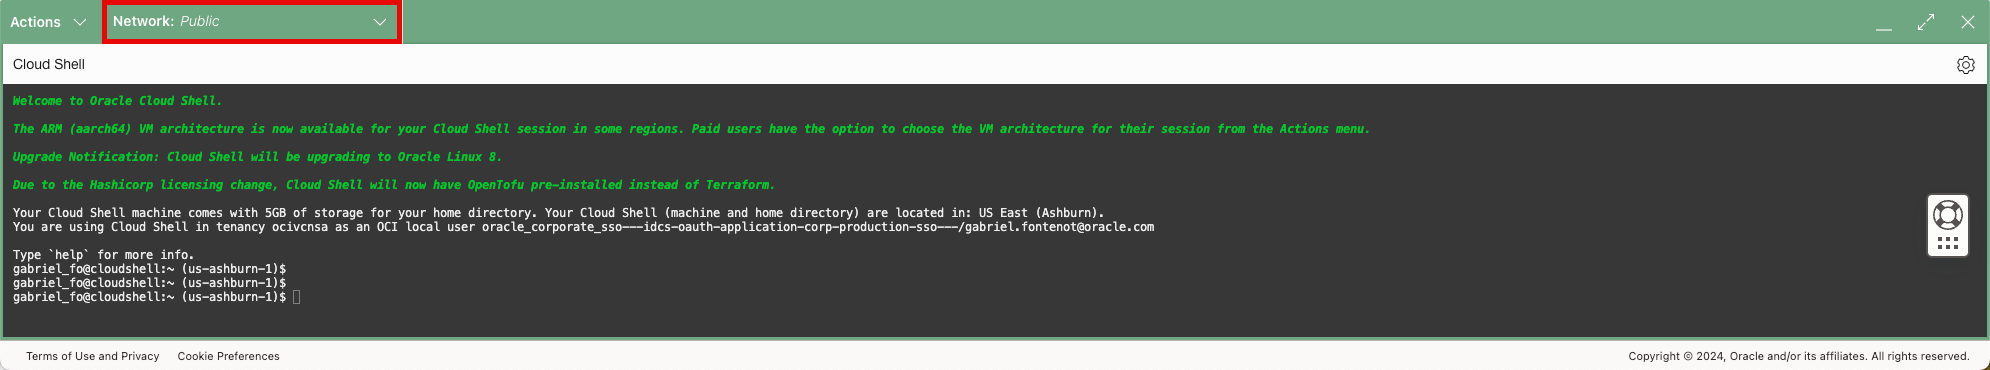 Actions Network: Public
Cloud Shell
Welcome to Oracle Cloud Shell.
The ARM (aarch64) VM architecture is now available for your Cloud Shell session in some regions. Paid users have the option to choose the VM architecture for their session from the Actions menu.
Upgrade Notification: Cloud Shell will be upgrading to Oracle Linux 8.
Due to the Hashicorp licensing change, Cloud Shell will now have OpenTofu pre-installed instead of Terraform.
Your Cloud Shell machine comes with 5GB of storage for your home directory. Your Cloud Shell (machine and home directory) are located in: US East (Ashburn).
You are using Cloud Shell in tenancy ocivcnsa as an OCI local user oracle_corporate_sso---idcs-oauth-application-corp-production-sso---/gabriel.fontenot@oracle.com
Type `help` for more info.
gabriel_fo@cloudshell:~ (us-ashburn-1)$
gabriel_fo@cloudshell:~ (us-ashburn-1)$
gabriel_fo@cloudshell:~ (us-ashburn-1)$
Terms of Use and Privacy Cookie Preferences Copyright © 2024, Oracle and/or its affiliates. All rights reserved.